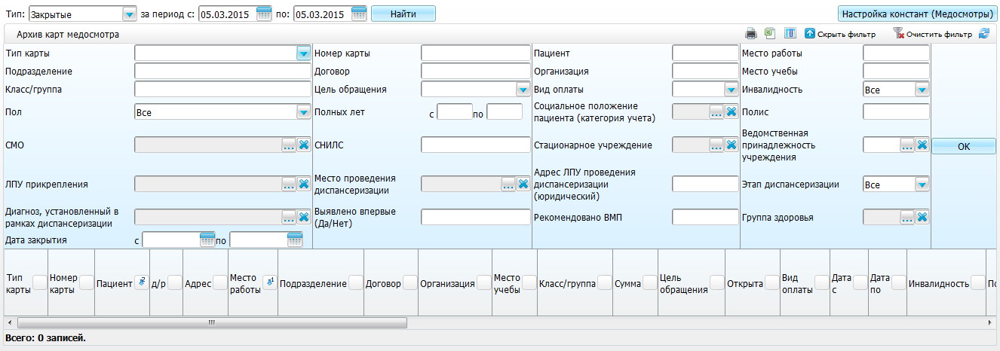 Тип: Закрытые за период с: 05.03.2015 по: 05.03.2015 Найти Настройка констант (Медосмотры)
Архив карт медосмотра Скрыть фильтр Очистить фильтр
Тип карты Номер карты Пациент Место работы
Подразделение Договор Организация Место учебы
Класс/группа Цель обращения Вид оплаты Инвалидность Все
Пол Все Полных лет с по Социальное положение
пациента (категория учета) Полис
СМО ... СНИЛС Стационарное учреждение ... Ведомственная
принадлежность
учреждения ... OK
ЛПУ прикрепления ... Место проведения
диспансеризации ... Адрес ЛПУ проведения
диспансеризации
(юридический) Этап диспансеризации Все
Диагноз, установленный в
рамках диспансеризации ... Выявлено впервые
(Да/Нет) Рекомендовано ВМП Группа здоровья ...
Дата закрытия с по
Тип
карты Номер
карты Пациент 2 д/р Адрес Место
работы 1 Подразделение Договор Организация Место
учебы Класс/группа Сумма Цель
обращения Открыта Вид
оплаты Дата
с Дата
по Инвалидность По
Всего: 0 записей.